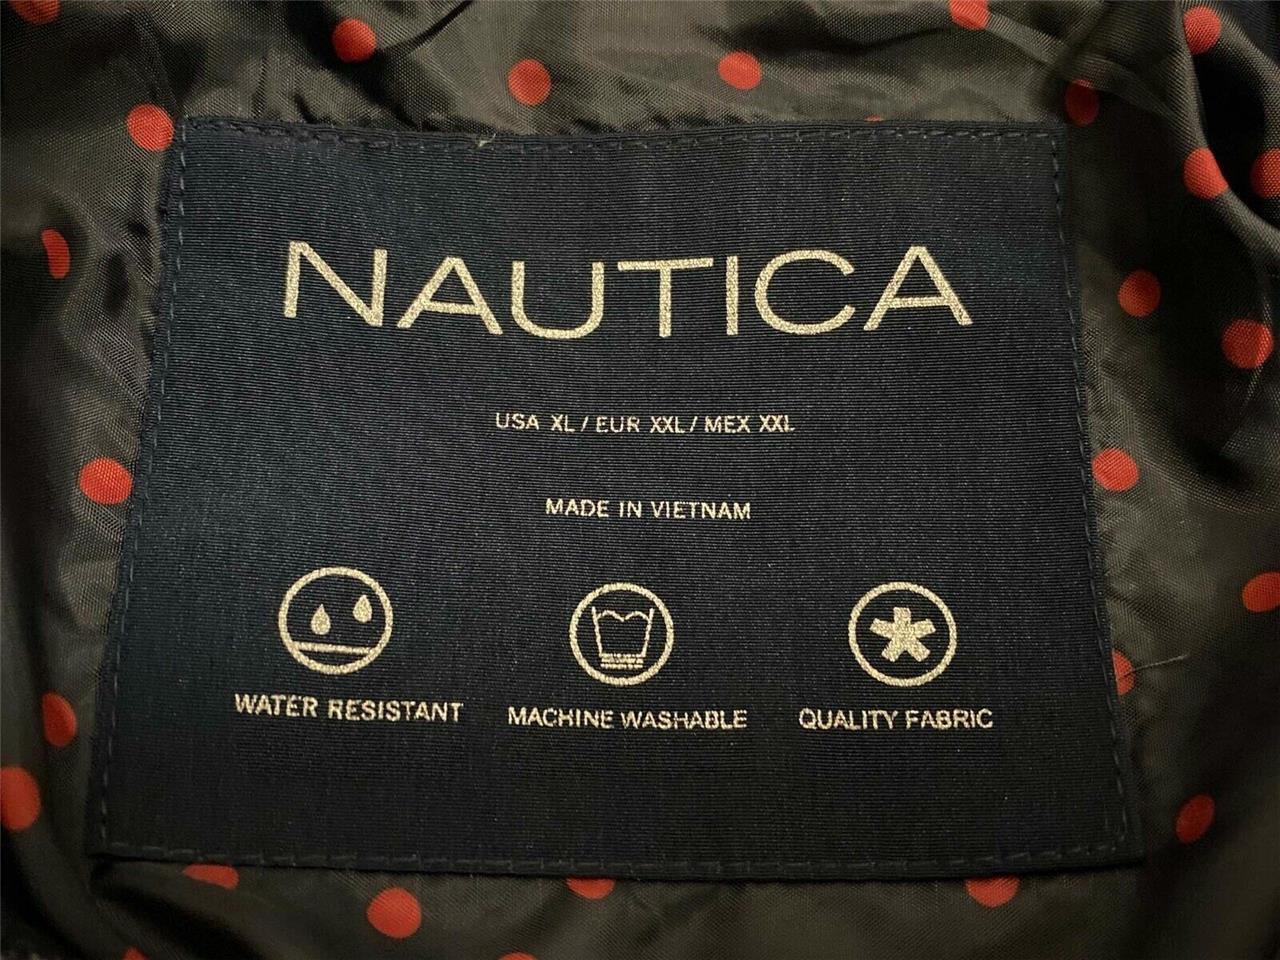 NAUTICA
USA XL / EUR XXL / MEX XXL
MADE IN VIETNAM
WATER RESISTANT
MACHINE WASHABLE
QUALITY FABRIC